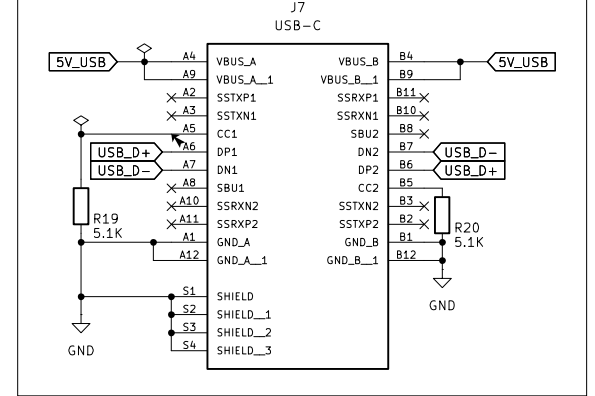 J7
USB-C
5V_USB A4 VBUS_A VBUS_B B4 5V_USB
A9 VBUS_A__1 VBUS_B__1 B9
A2 SSTXP1 SSRXP1 B11
A3 SSTXN1 SSRXN1 B10
A5 CC1 SBU2 B8
USB_D+ A6 DP1 DN2 B7 USB_D-
USB_D- A7 DN1 DP2 B6 USB_D+
A8 SBU1 CC2 B5
A10 SSRXN2 SSTXN2 B3
R19 A11 SSRXP2 SSTXP2 B2 R20
5.1K A1 GND_A GND_B B1 5.1K
A12 GND_A__1 GND_B__1 B12
S1 SHIELD
GND
S2 SHIELD__1
S3 SHIELD__2
GND S4 SHIELD__3